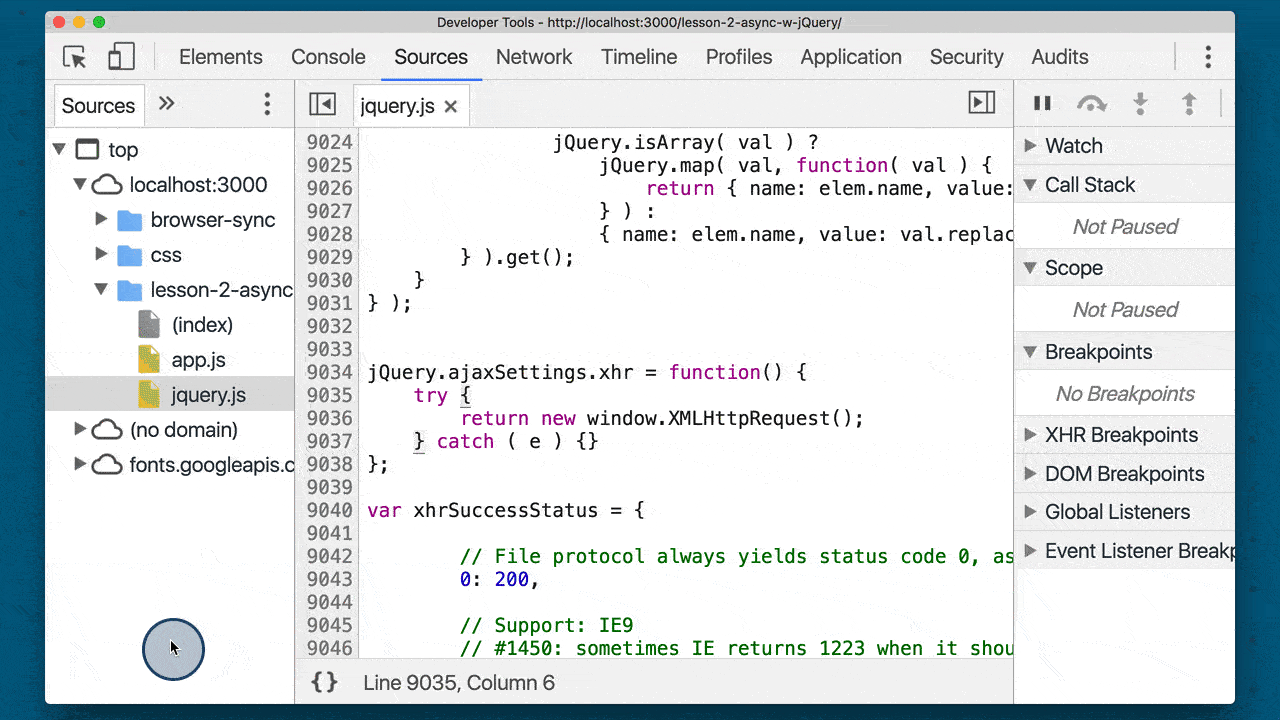 Developer Tools - http://localhost:3000/lesson-2-async-w-jQuery/
Elements Console Sources Network Timeline Profiles Application Security Audits
Sources »
top
localhost:3000
browser-sync
css
lesson-2-async
(index)
app.js
jquery.js
(no domain)
fonts.googleapis.c
jquery.js ×
9024 jQuery.isArray( val ) ?
9025 jQuery.map( val, function( val ) {
9026 return { name: elem.name, value:
9027 } ) :
9028 { name: elem.name, value: val.replac
9029 } ).get();
9030 }
9031 } );
9032
9033
9034 jQuery.ajaxSettings.xhr = function() {
9035 try {
9036 return new window.XMLHttpRequest();
9037 } catch ( e ) {}
9038 };
9039
9040 var xhrSuccessStatus = {
9041
9042 // File protocol always yields status code 0, as
9043 0: 200,
9044
9045 // Support: IE9
9046 // #1450: sometimes IE returns 1223 when it shou
{} Line 9035, Column 6
Watch
Call Stack
Not Paused
Scope
Not Paused
Breakpoints
No Breakpoints
XHR Breakpoints
DOM Breakpoints
Global Listeners
Event Listener Breakp